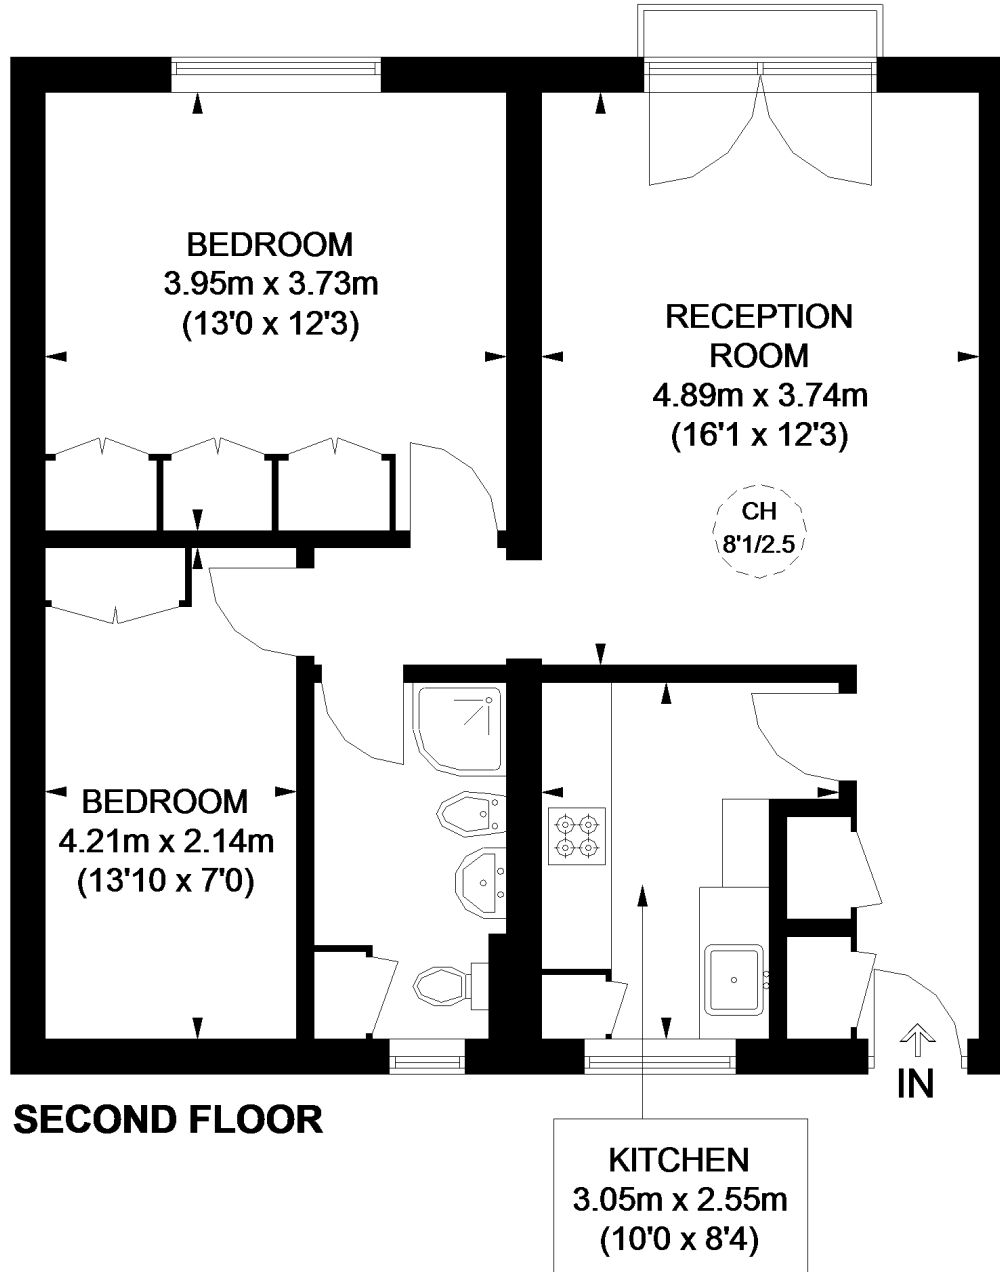 BEDROOM
3.95m x 3.73m
(13'0 x 12'3)
RECEPTION
ROOM
4.89m x 3.74m
(16'1 x 12'3)
CH
8'1/2.5
BEDROOM
4.21m x 2.14m
(13'10 x 7'0)
IN
SECOND FLOOR
KITCHEN
3.05m x 2.55m
(10'0 x 8'4)